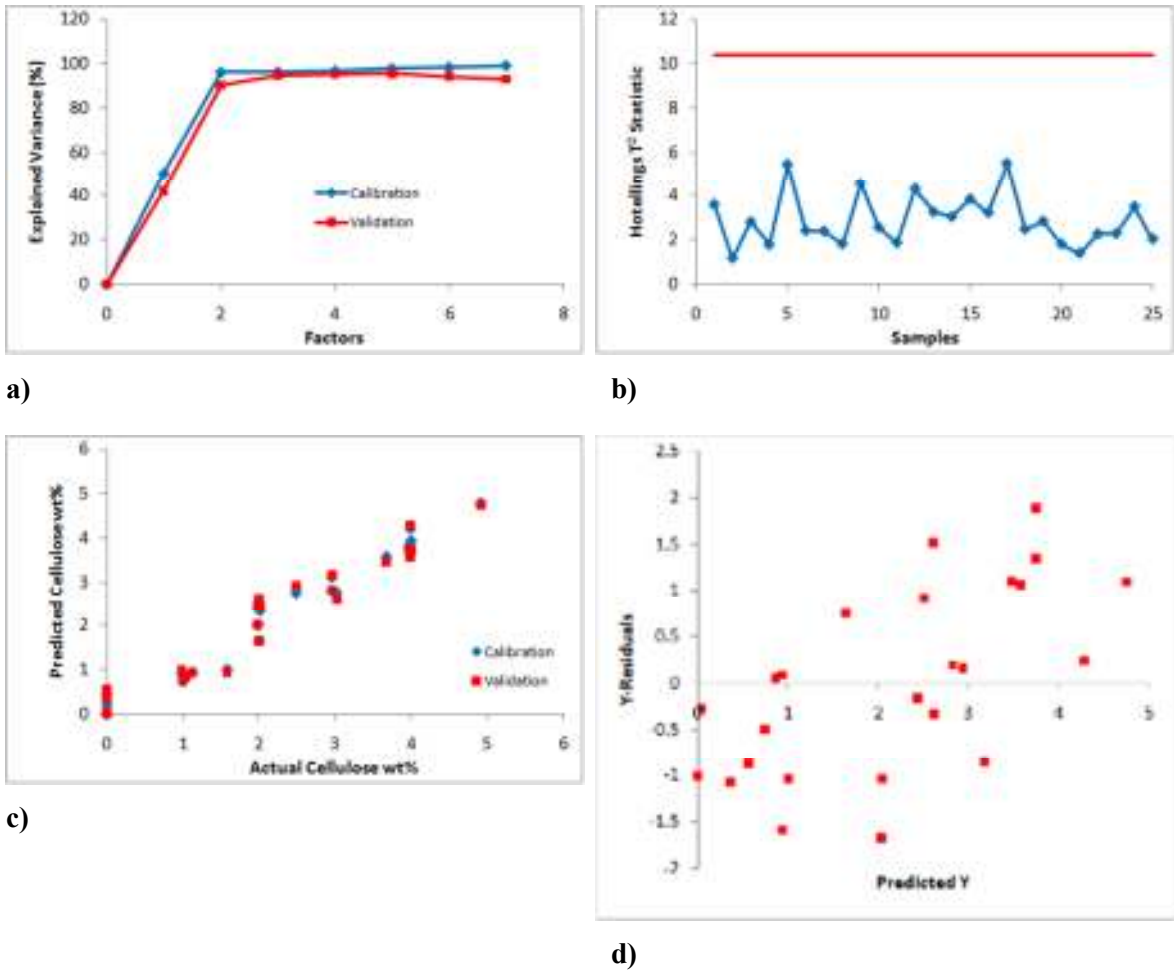 120
100
80
60
40
20
0
Explained Variance (%)
Calibration
Validation
0 2 4 6 8
Factors
a)
12
10
8
6
4
2
0
Hotellings T² Statistic
0 5 10 15 20 25
Samples
b)
6
5
4
3
2
1
0
Predicted Cellulose wt%
Calibration
Validation
0 1 2 3 4 5 6
Actual Cellulose wt%
c)
2.5
2
1.5
1
0.5
0
-0.5
-1
-1.5
-2
Y-Residuals
0 1 2 3 4 5
Predicted Y
d)